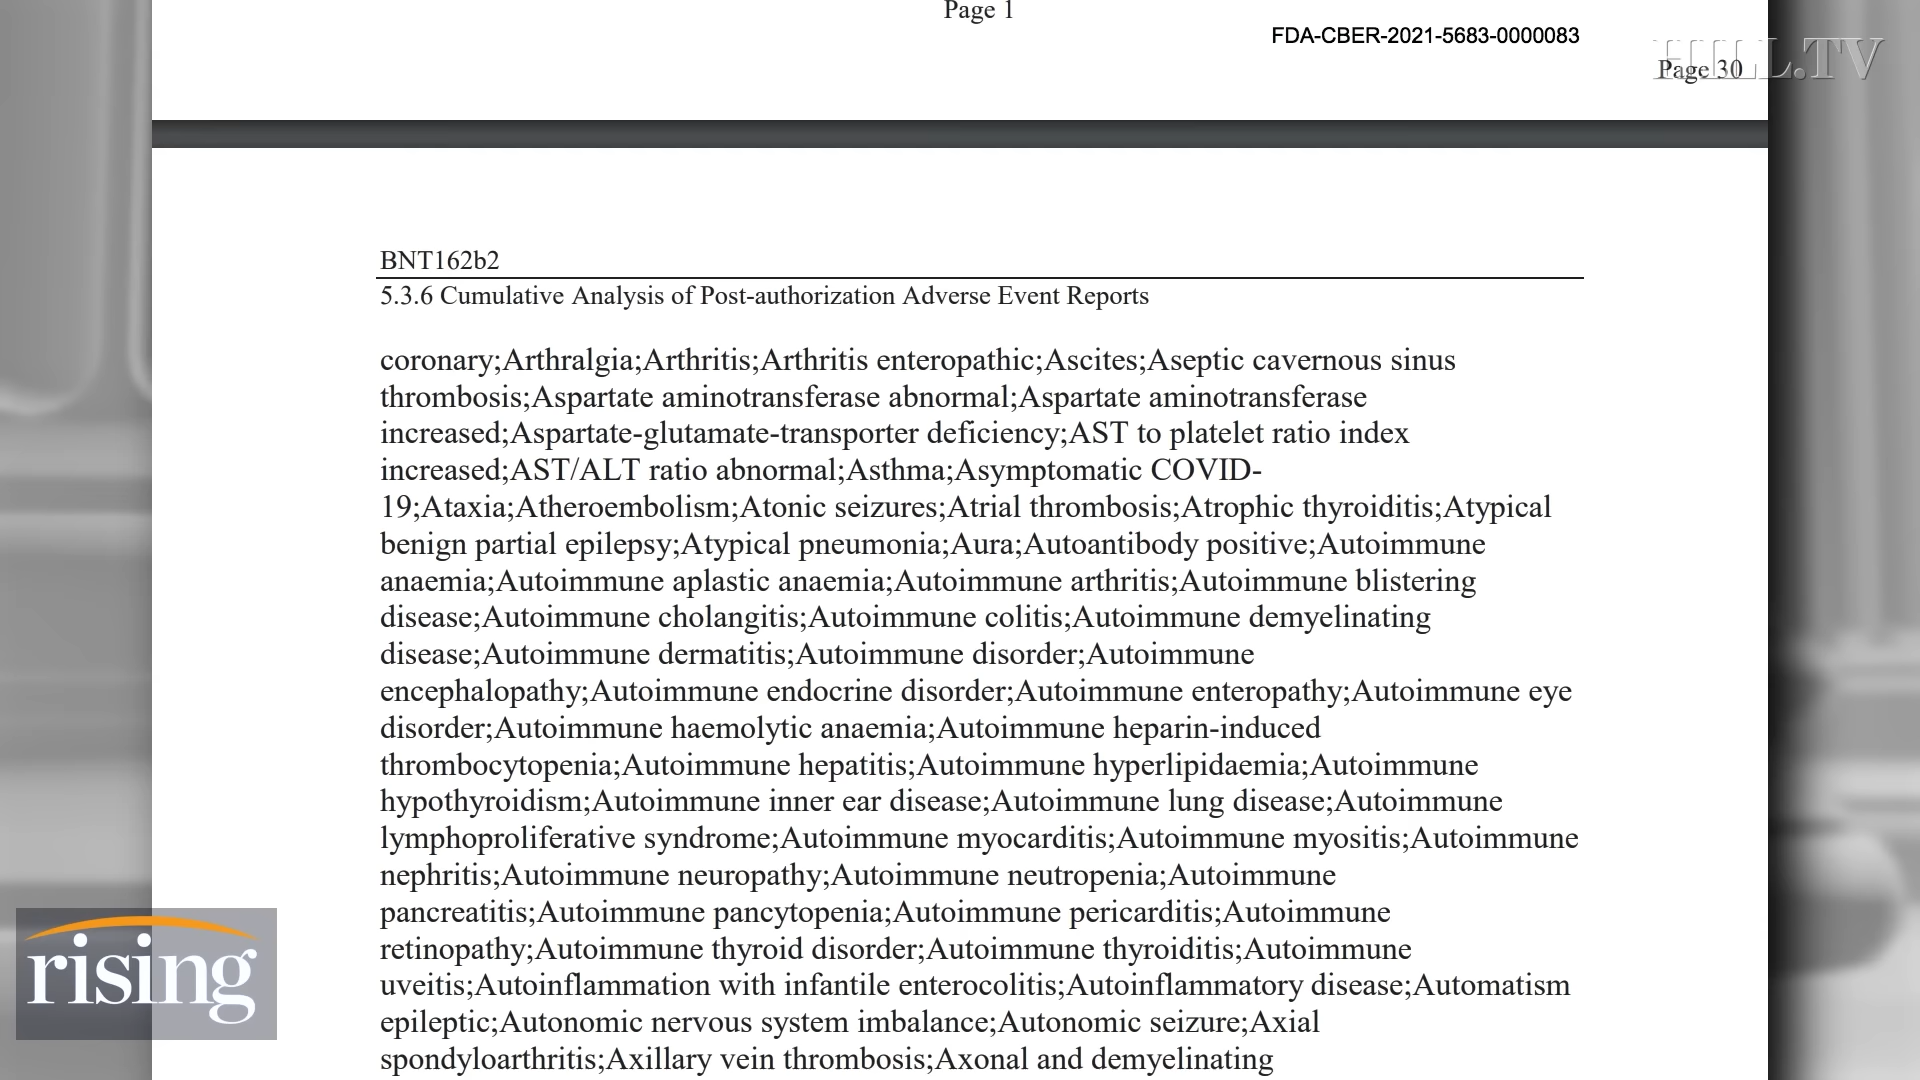 Page 1
FDA-CBER-2021-5683-0000083
HILL.TV
Page 30
BNT162b2
5.3.6 Cumulative Analysis of Post-authorization Adverse Event Reports
coronary;Arthralgia;Arthritis;Arthritis enteropathic;Ascites;Aseptic cavernous sinus
thrombosis;Aspartate aminotransferase abnormal;Aspartate aminotransferase
increased;Aspartate-glutamate-transporter deficiency;AST to platelet ratio index
increased;AST/ALT ratio abnormal;Asthma;Asymptomatic COVID-
19;Ataxia;Atheroembolism;Atonic seizures;Atrial thrombosis;Atrophic thyroiditis;Atypical
benign partial epilepsy;Atypical pneumonia;Aura;Autoantibody positive;Autoimmune
anaemia;Autoimmune aplastic anaemia;Autoimmune arthritis;Autoimmune blistering
disease;Autoimmune cholangitis;Autoimmune colitis;Autoimmune demyelinating
disease;Autoimmune dermatitis;Autoimmune disorder;Autoimmune
encephalopathy;Autoimmune endocrine disorder;Autoimmune enteropathy;Autoimmune eye
disorder;Autoimmune haemolytic anaemia;Autoimmune heparin-induced
thrombocytopenia;Autoimmune hepatitis;Autoimmune hyperlipidaemia;Autoimmune
hypothyroidism;Autoimmune inner ear disease;Autoimmune lung disease;Autoimmune
lymphoproliferative syndrome;Autoimmune myocarditis;Autoimmune myositis;Autoimmune
nephritis;Autoimmune neuropathy;Autoimmune neutropenia;Autoimmune
pancreatitis;Autoimmune pancytopenia;Autoimmune pericarditis;Autoimmune
retinopathy;Autoimmune thyroid disorder;Autoimmune thyroiditis;Autoimmune
uveitis;Autoinflammation with infantile enterocolitis;Autoinflammatory disease;Automatism
epileptic;Autonomic nervous system imbalance;Autonomic seizure;Axial
spondyloarthritis;Axillary vein thrombosis;Axonal and demyelinating
rising